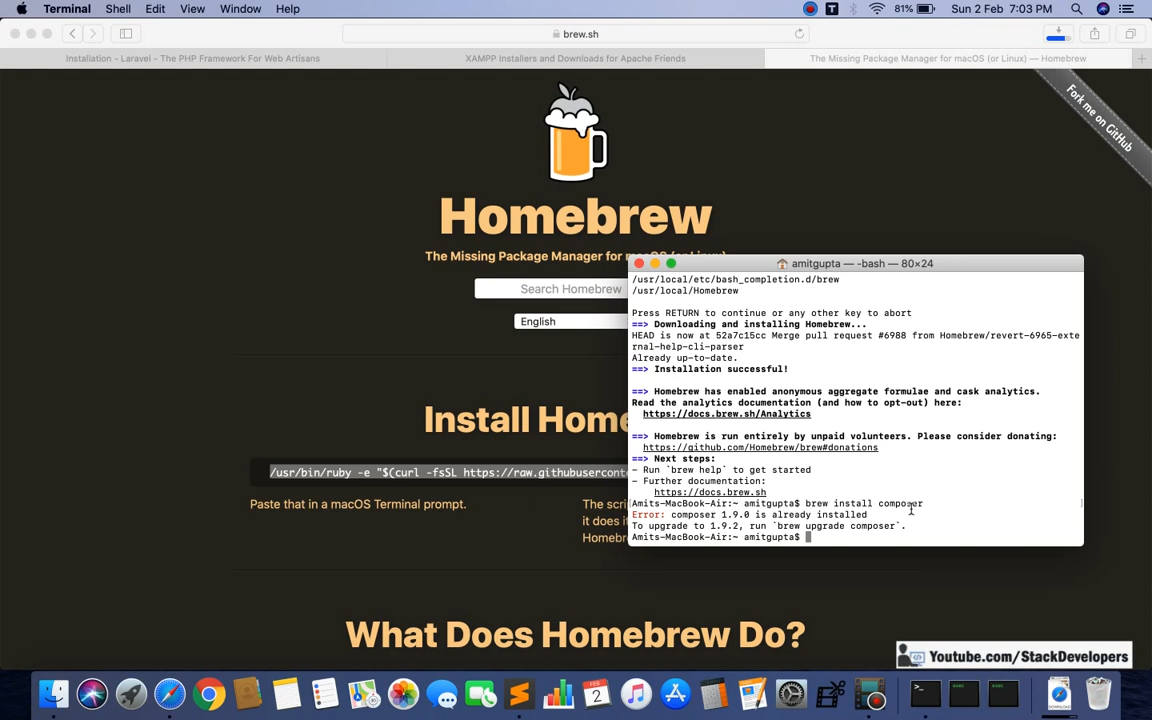 Terminal Shell Edit View Window Help 81% Sun 2 Feb 7:03 PM
brew.sh
Installation - Laravel - The PHP Framework For Web Artisans XAMPP Installers and Downloads for Apache Friends The Missing Package Manager for macOS (or Linux) — Homebrew
Fork me on GitHub
Homebrew
The Missing Package Manager for macOS (or Linux)
Search Homebrew
English
Install Home
/usr/bin/ruby -e "$(curl -fsSL https://raw.githubuserconte
Paste that in a macOS Terminal prompt.
The scri
it does i
Homebr
What Does Homebrew Do?
amitgupta — -bash — 80×24
/usr/local/etc/bash_completion.d/brew
/usr/local/Homebrew
Press RETURN to continue or any other key to abort
==> Downloading and installing Homebrew...
HEAD is now at 52a7c15cc Merge pull request #6988 from Homebrew/revert-6965-exte
rnal-help-cli-parser
Already up-to-date.
==> Installation successful!
==> Homebrew has enabled anonymous aggregate formulae and cask analytics.
Read the analytics documentation (and how to opt-out) here:
https://docs.brew.sh/Analytics
==> Homebrew is run entirely by unpaid volunteers. Please consider donating:
https://github.com/Homebrew/brew#donations
==> Next steps:
- Run `brew help` to get started
- Further documentation:
https://docs.brew.sh
[Amits-MacBook-Air:~ amitgupta$ brew install composer ]
Error: composer 1.9.0 is already installed
To upgrade to 1.9.2, run `brew upgrade composer`.
Amits-MacBook-Air:~ amitgupta$
Youtube.com/StackDevelopers
FEB
2